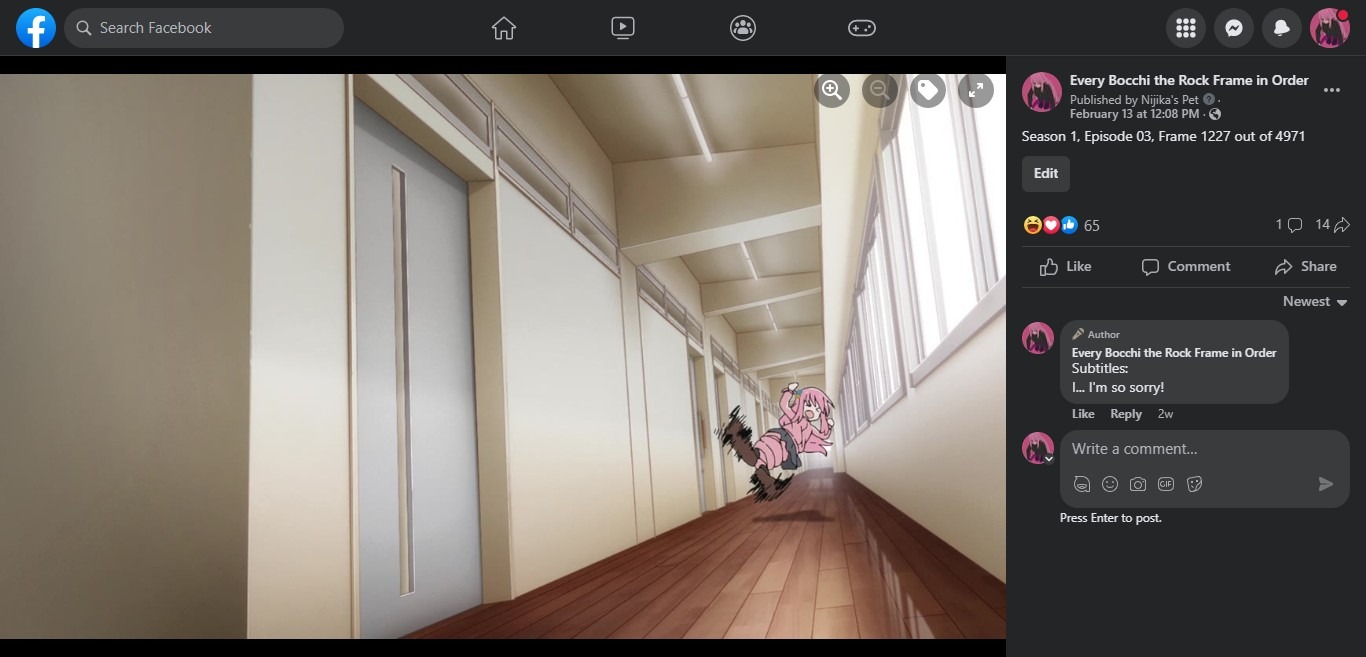 Search Facebook
Every Bocchi the Rock Frame in Order
Published by Nijika's Pet ·
February 13 at 12:08 PM ·
Season 1, Episode 03, Frame 1227 out of 4971
Edit
65
1
14
Like
Comment
Share
Newest
Author
Every Bocchi the Rock Frame in Order
Subtitles:
I... I'm so sorry!
Like Reply 2w
Write a comment...
GIF
Press Enter to post.